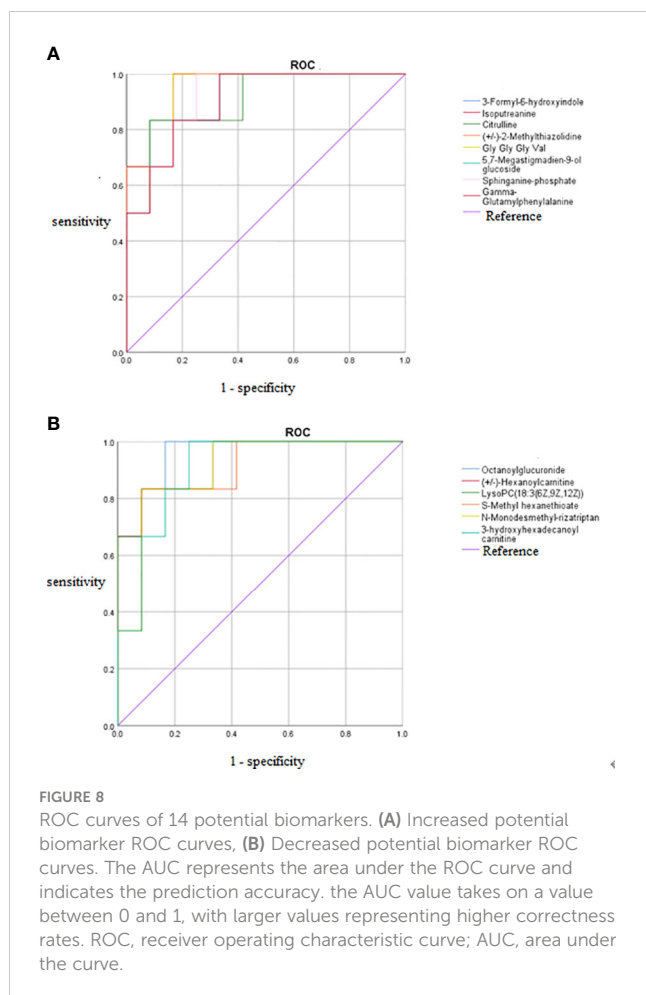 A
ROC
1.0
0.8
0.6
sensitivity
0.4
0.2
0.0
0.0 0.2 0.4 0.6 0.8 1.0
1 - specificity
3-Formyl-6-hydroxyindole
Isoputreanine
Citrulline
(+/-)-2-Methylthiazolidine
Gly Gly Gly Val
5,7-Megastigmadien-9-ol
glucoside
Sphinganine-phosphate
Gamma-
Glutamylphenylalanine
Reference
B
ROC
1.0
0.8
0.6
sensitivity
0.4
0.2
0.0
0.0 0.2 0.4 0.6 0.8 1.0
1 - specificity
Octanoylglucuronide
(+/-)-Hexanoylcarnitine
LysoPC(18:3(6Z,9Z,12Z))
S-Methyl hexanethioate
N-Monodesmethyl-rizatriptan
3-hydroxyhexadecanoyl
carnitine
Reference
FIGURE 8
ROC curves of 14 potential biomarkers. (A) Increased potential
biomarker ROC curves, (B) Decreased potential biomarker ROC
curves. The AUC represents the area under the ROC curve and
indicates the prediction accuracy. the AUC value takes on a value
between 0 and 1, with larger values representing higher correctness
rates. ROC, receiver operating characteristic curve; AUC, area under
the curve.